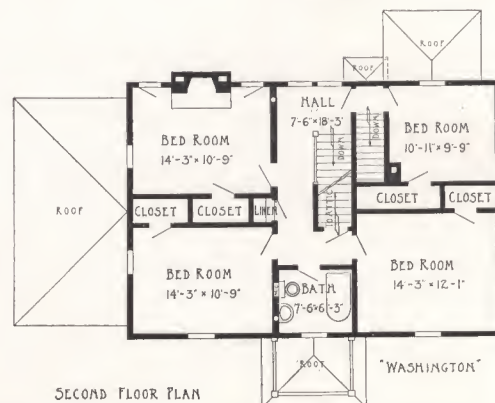 ROOF
ROOF
HALL
7'-6" × 18'-3"
BED ROOM
14'-3" × 10'-9"
DOWN
DOWN
BED ROOM
10'-11" × 9'-9"
ROOF
CLOSET
CLOSET
LINEN
TO ATTIC
CLOSET
CLOSET
BED ROOM
14'-3" × 10'-9"
BED ROOM
14'-3" × 12'-1"
BATH
7'-6" 6'-3"
ROOF
"WASHINGTON"
SECOND FLOOR PLAN